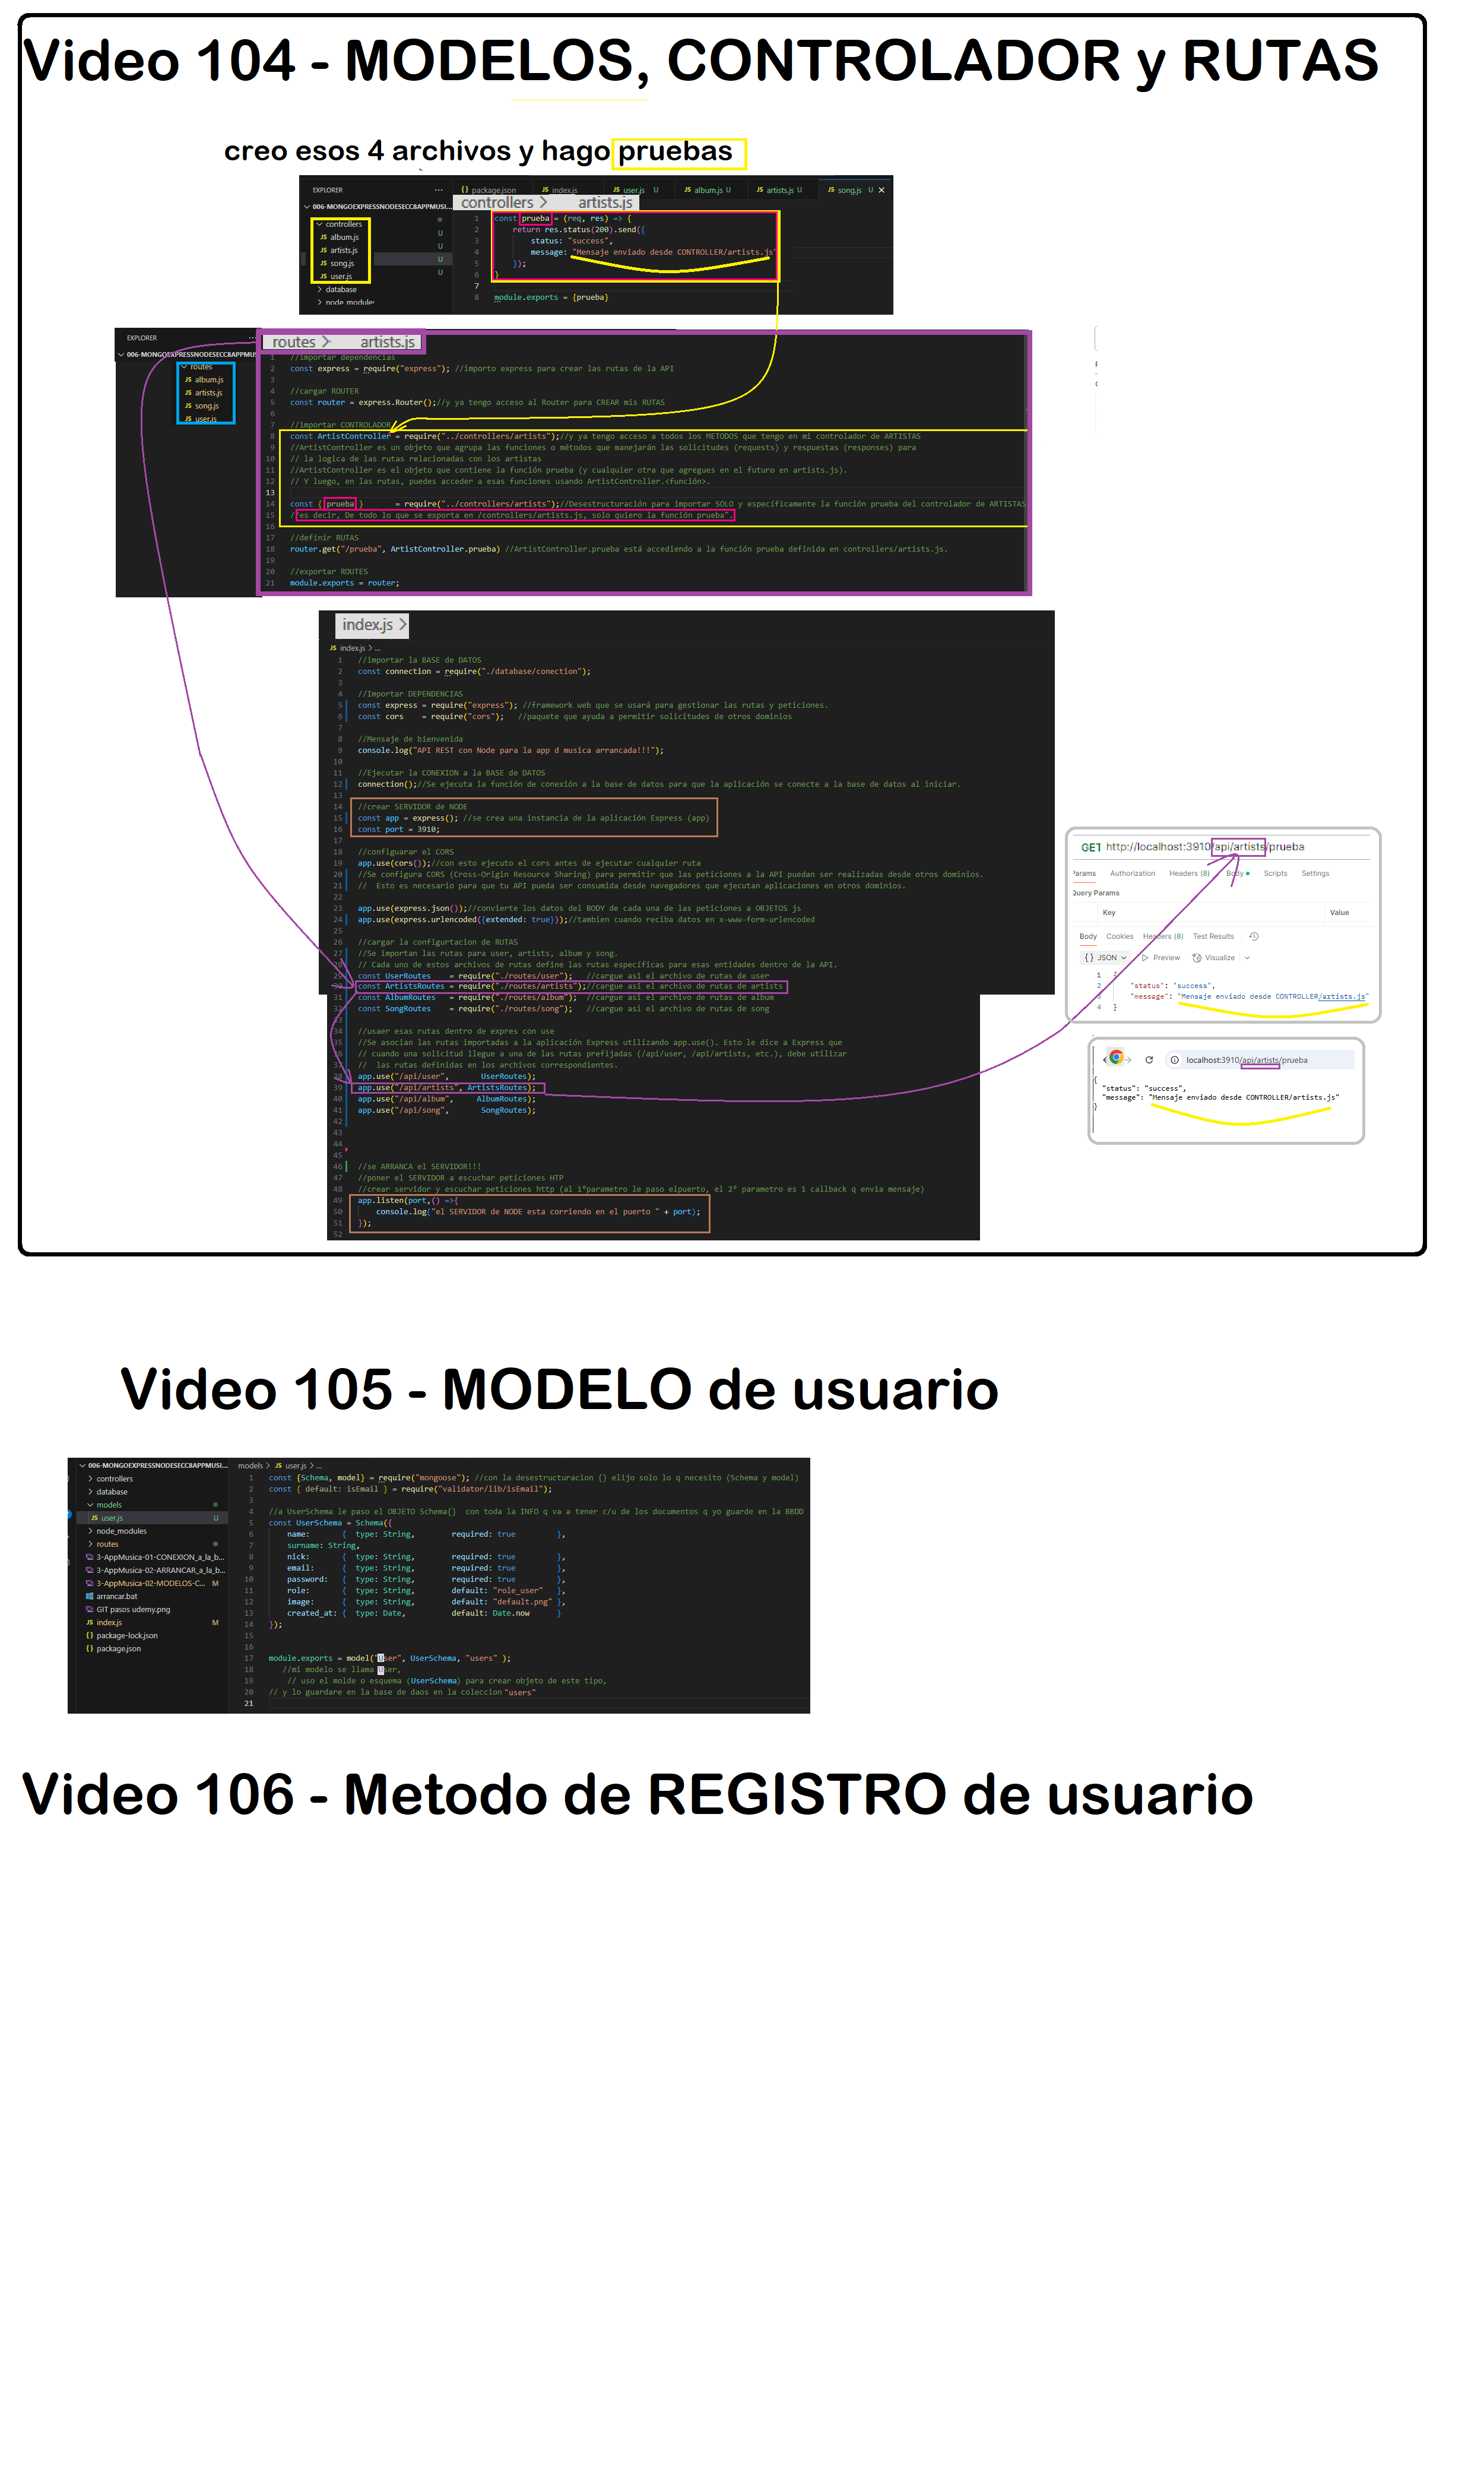 Video 104 - MODELOS, CONTROLADOR y RUTAS
creo esos 4 archivos y hago pruebas
EXPLORER
006-MONGOEXPRESSNODESECC8APPMUSI...
controllers
album.js
artists.js
song.js
user.js
database
package.json
index.js
user.js U
album.js U
artists.js U
song.js U
controllers > artists.js
1 const prueba = (req, res) => {
2 return res.status(200).send({
3 status: "success",
4 message: "Mensaje enviado desde CONTROLLER/artists.js"
5 });
6 }
7
8 module.exports = {prueba}
EXPLORER
006-MONGOEXPRESSNODESECC8APPMUSI
routes
album.js
artists.js
song.js
user.js
routes > artists.js
1 //importar dependencias
2 const express = require("express"); //importo express para crear las rutas de la API
3
4 //cargar ROUTER
5 const router = express.Router();//y ya tengo acceso al Router para CREAR mis RUTAS
6
7 //importar CONTROLADOR
8 const ArtistController = require("../controllers/artists");//y ya tengo acceso a todos los METODOS que tengo en mi controlador de ARTISTAS
9 //ArtistController es un objeto que agrupa las funciones o métodos que manejarán las solicitudes (requests) y respuestas (responses) para
10 // la logica de las rutas relacionadas con los artistas
11 //ArtistController es el objeto que contiene la función prueba (y cualquier otra que agregues en el futuro en artists.js).
12 // Y luego, en las rutas, puedes acceder a esas funciones usando ArtistController.<función>.
13
14 const { prueba } = require("../controllers/artists");//Desestructuración para importar SOLO y específicamente la función prueba del controlador de ARTISTAS
15 /"es decir, De todo lo que se exporta en /controllers/artists.js, solo quiero la función prueba".
16
17 //definir RUTAS
18 router.get("/prueba", ArtistController.prueba) //ArtistController.prueba está accediendo a la función prueba definida en controllers/artists.js.
19
20 //exportar ROUTES
21 module.exports = router;
index.js >
index.js > ...
1 //importar la BASE de DATOS
2 const connection = require("./database/conection");
3
4 //Importar DEPENDENCIAS
5 const express = require("express"); //framework web que se usará para gestionar las rutas y peticiones.
6 const cors = require("cors"); //paquete que ayuda a permitir solicitudes de otros dominios
7
8 //Mensaje de bienvenida
9 console.log("API REST con Node para la app d musica arrancada!!!");
10
11 //Ejecutar la CONEXION a la BASE de DATOS
12 connection();//Se ejecuta la función de conexión a la base de datos para que la aplicación se conecte a la base de datos al iniciar.
13
14 //crear SERVIDOR de NODE
15 const app = express(); //se crea una instancia de la aplicación Express (app)
16 const port = 3910;
17
18 //configuarar el CORS
19 app.use(cors());//con esto ejecuto el cors antes de ejecutar cualquier ruta
20 //Se configura CORS (Cross-Origin Resource Sharing) para permitir que las peticiones a la API puedan ser realizadas desde otros dominios.
21 // Esto es necesario para que tu API pueda ser consumida desde navegadores que ejecutan aplicaciones en otros dominios.
22
23 app.use(express.json());//convierte los datos del BODY de cada una de las peticiones a OBJETOS js
24 app.use(express.urlencoded({extended: true}));//tambien cuando reciba datos en x-www-form-urlencoded
25
26 //cargar la configurtacion de RUTAS
27 //Se importan las rutas para user, artists, album y song.
28 // Cada uno de estos archivos de rutas define las rutas específicas para esas entidades dentro de la API.
29 const UserRoutes = require("./routes/user"); //cargue asi el archivo de rutas de user
30 const ArtistsRoutes = require("./routes/artists");//cargue asi el archivo de rutas de artists
31 const AlbumRoutes = require("./routes/album"); //cargue asi el archivo de rutas de album
32 const SongRoutes = require("./routes/song"); //cargue asi el archivo de rutas de song
33
34 //usaer esas rutas dentro de expres con use
35 //Se asocian las rutas importadas a la aplicación Express utilizando app.use(). Esto le dice a Express que
36 // cuando una solicitud llegue a una de las rutas prefijadas (/api/user, /api/artists, etc.), debe utilizar
37 // las rutas definidas en los archivos correspondientes.
38 app.use("/api/user", UserRoutes);
39 app.use("/api/artists", ArtistsRoutes);
40 app.use("/api/album", AlbumRoutes);
41 app.use("/api/song", SongRoutes);
42
43
44
45
46 //se ARRANCA el SERVIDOR!!!
47 //poner el SERVIDOR a escuchar peticiones HTP
48 //crear servidor y escuchar peticiones http (al 1ºparametro le paso elpuerto, el 2º parametro es 1 callback q envia mensaje)
49 app.listen(port,() =>{
50 console.log("el SERVIDOR de NODE esta corriendo en el puerto " + port);
51 });
52
GET http://localhost:3910/api/artists/prueba
Params Authorization Headers (8) Body Scripts Settings
Query Params
Key Value
Body Cookies Headers (8) Test Results
{} JSON Preview Visualize
1 {
2 "status": "success",
3 "message": "Mensaje enviado desde CONTROLLER/artists.js"
4 }
localhost:3910/api/artists/prueba
{
"status": "success",
"message": "Mensaje enviado desde CONTROLLER/artists.js"
}
Video 105 - MODELO de usuario
006-MONGOEXPRESSNODESECC8APPMUSI...
controllers
database
models
user.js U
node_modules
routes
3-AppMusica-01-CONEXION_a_la_b...
3-AppMusica-02-ARRANCAR_a_la_b...
3-AppMusica-02-MODELOS-C... M
arrancar.bat
GIT pasos udemy.png
index.js M
package-lock.json
package.json
models > user.js > ...
1 const {Schema, model} = require("mongoose"); //con la desestructuracion {} elijo solo lo q necesito (Schema y model)
2 const { default: isEmail } = require("validator/lib/isEmail");
3
4 //a UserSchema le paso el OBJETO Schema{} con toda la INFO q va a tener c/u de los documentos q yo guarde en la BBDD
5 const UserSchema = Schema({
6 name: { type: String, required: true },
7 surname: String,
8 nick: { type: String, required: true },
9 email: { type: String, required: true },
10 password: { type: String, required: true },
11 role: { type: String, default: "role_user" },
12 image: { type: String, default: "default.png" },
13 created_at: { type: Date, default: Date.now }
14 });
15
16
17 module.exports = model("User", UserSchema, "users" );
18 //mi modelo se llama User,
19 // uso el molde o esquema (UserSchema) para crear objeto de este tipo,
20 // y lo guardare en la base de daos en la coleccion "users"
21
Video 106 - Metodo de REGISTRO de usuario